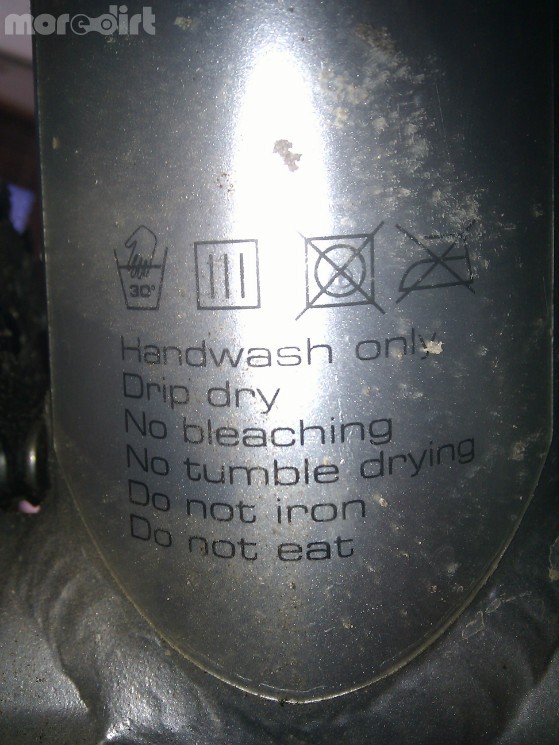 moredirt
30°
Handwash only
Drip dry
No bleaching
No tumble drying
Do not iron
Do not eat